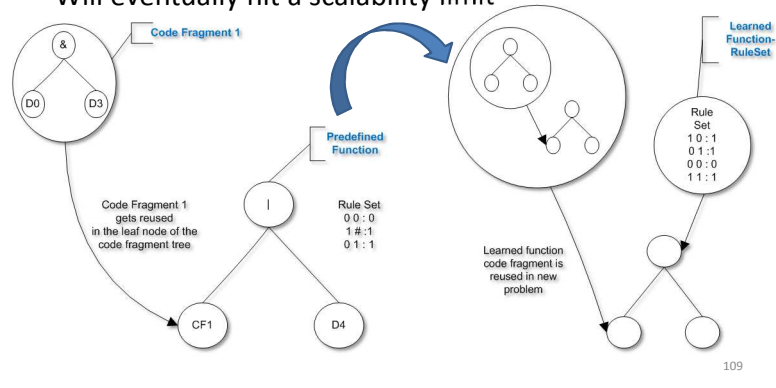 Will eventually hit a scalability limit
Code Fragment 1
&
D0
D3
Code Fragment 1
gets reused
in the leaf node of the
code fragment tree
Predefined
Function
|
Rule Set
0 0 : 0
1 # :1
0 1 : 1
CF1
D4
Learned
Function-
RuleSet
Rule
Set
1 0 : 1
0 1 :1
0 0 : 0
1 1 : 1
Learned function
code fragment is
reused in new
problem
109